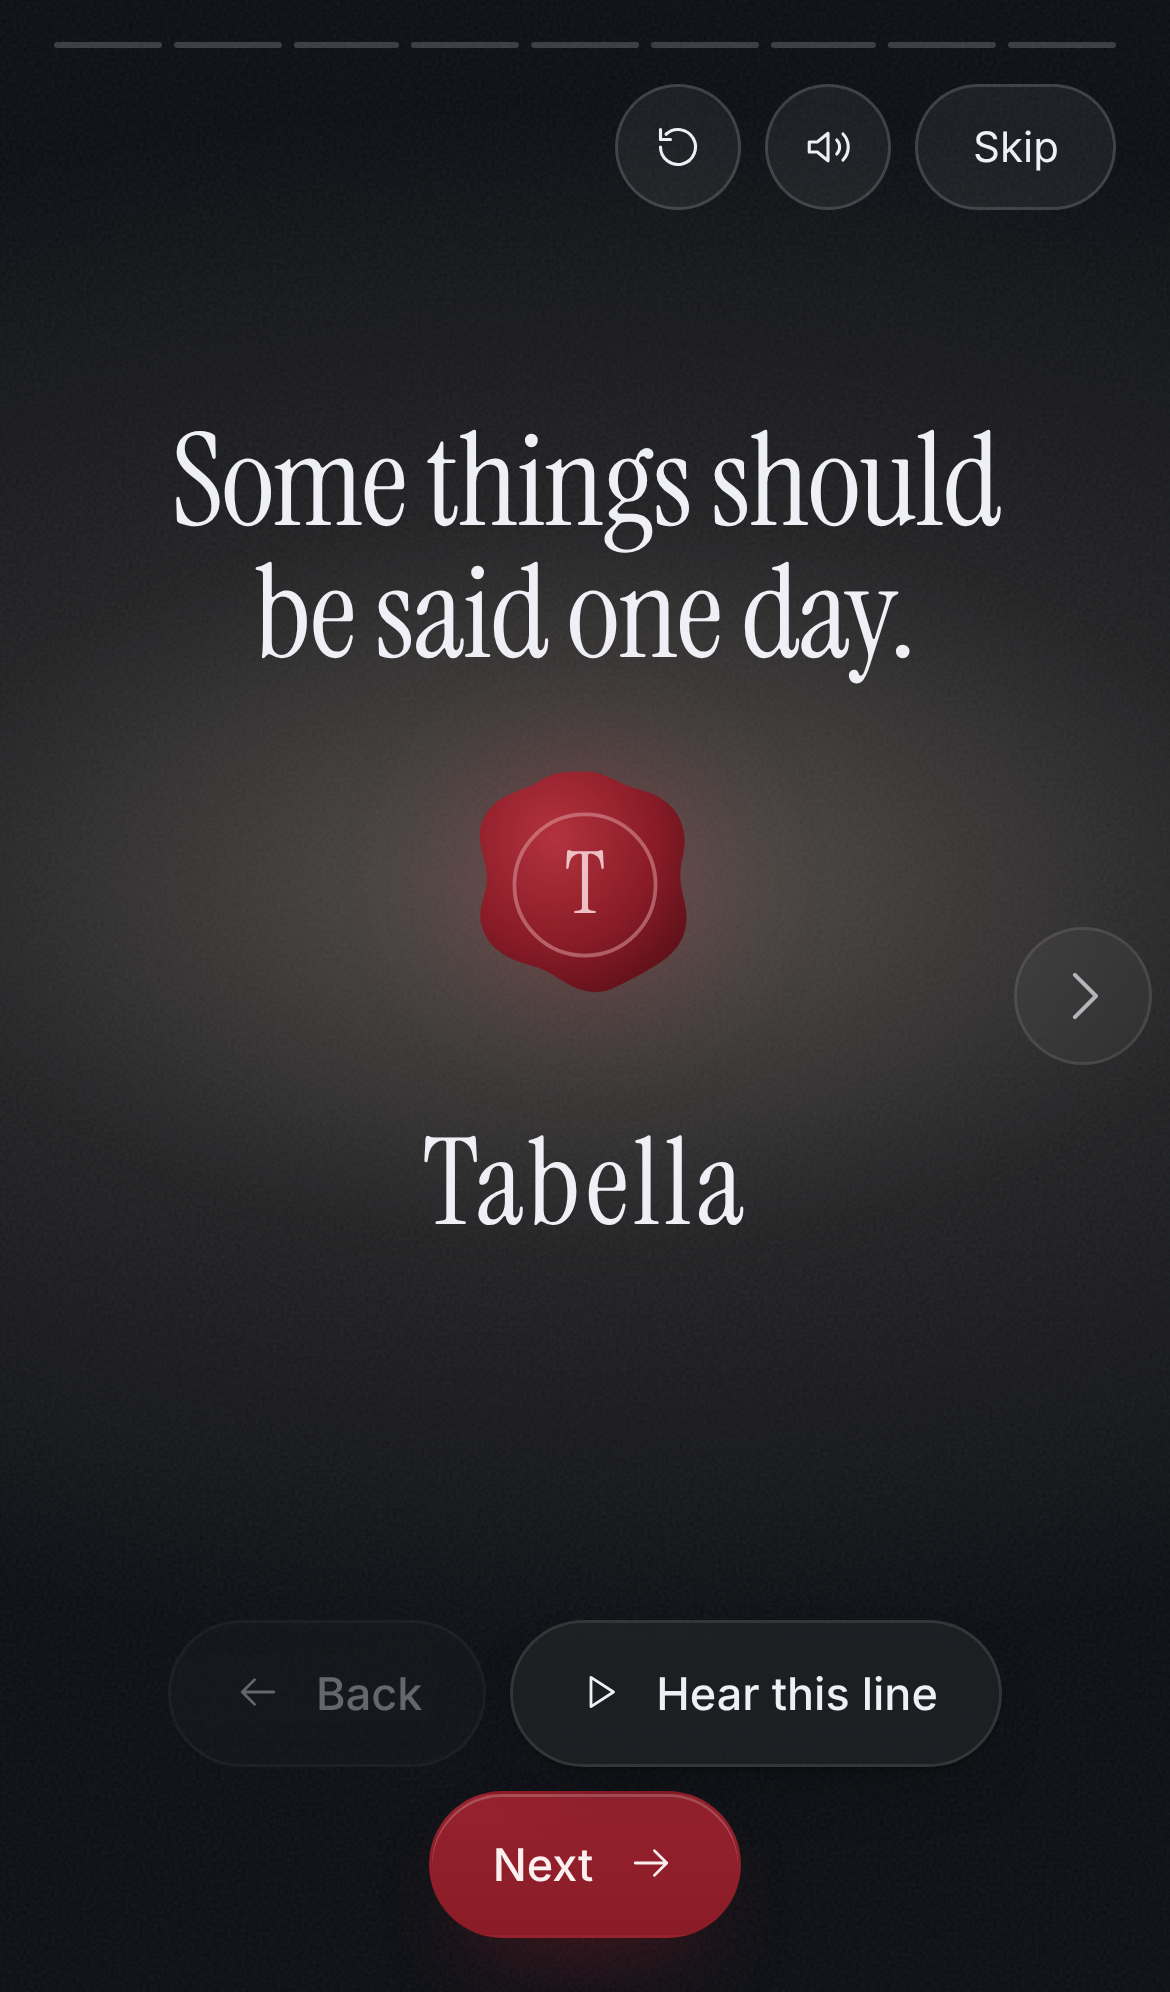 Skip
Some things should
be said one day.
T
Tabella
Back
Hear this line
Next